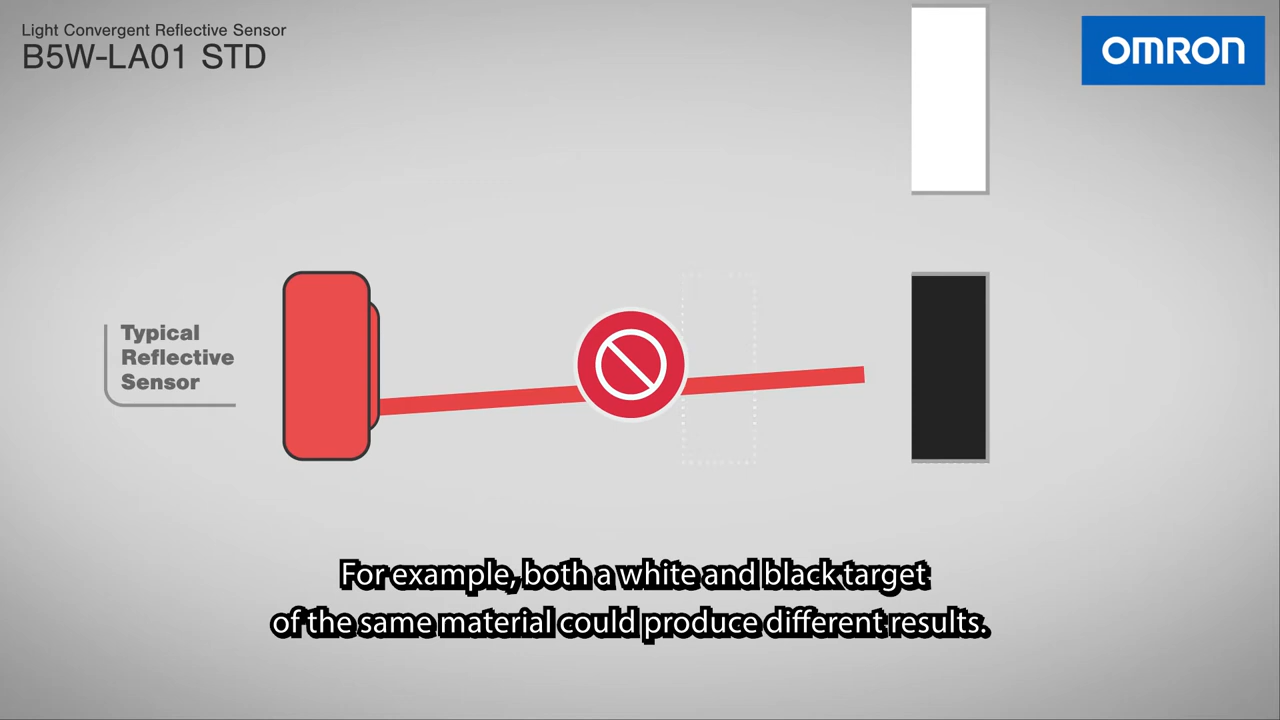 Light Convergent Reflective Sensor
B5W-LA01 STD
OMRON
Typical
Reflective
Sensor
For example, both a white and black target
of the same material could produce different results.